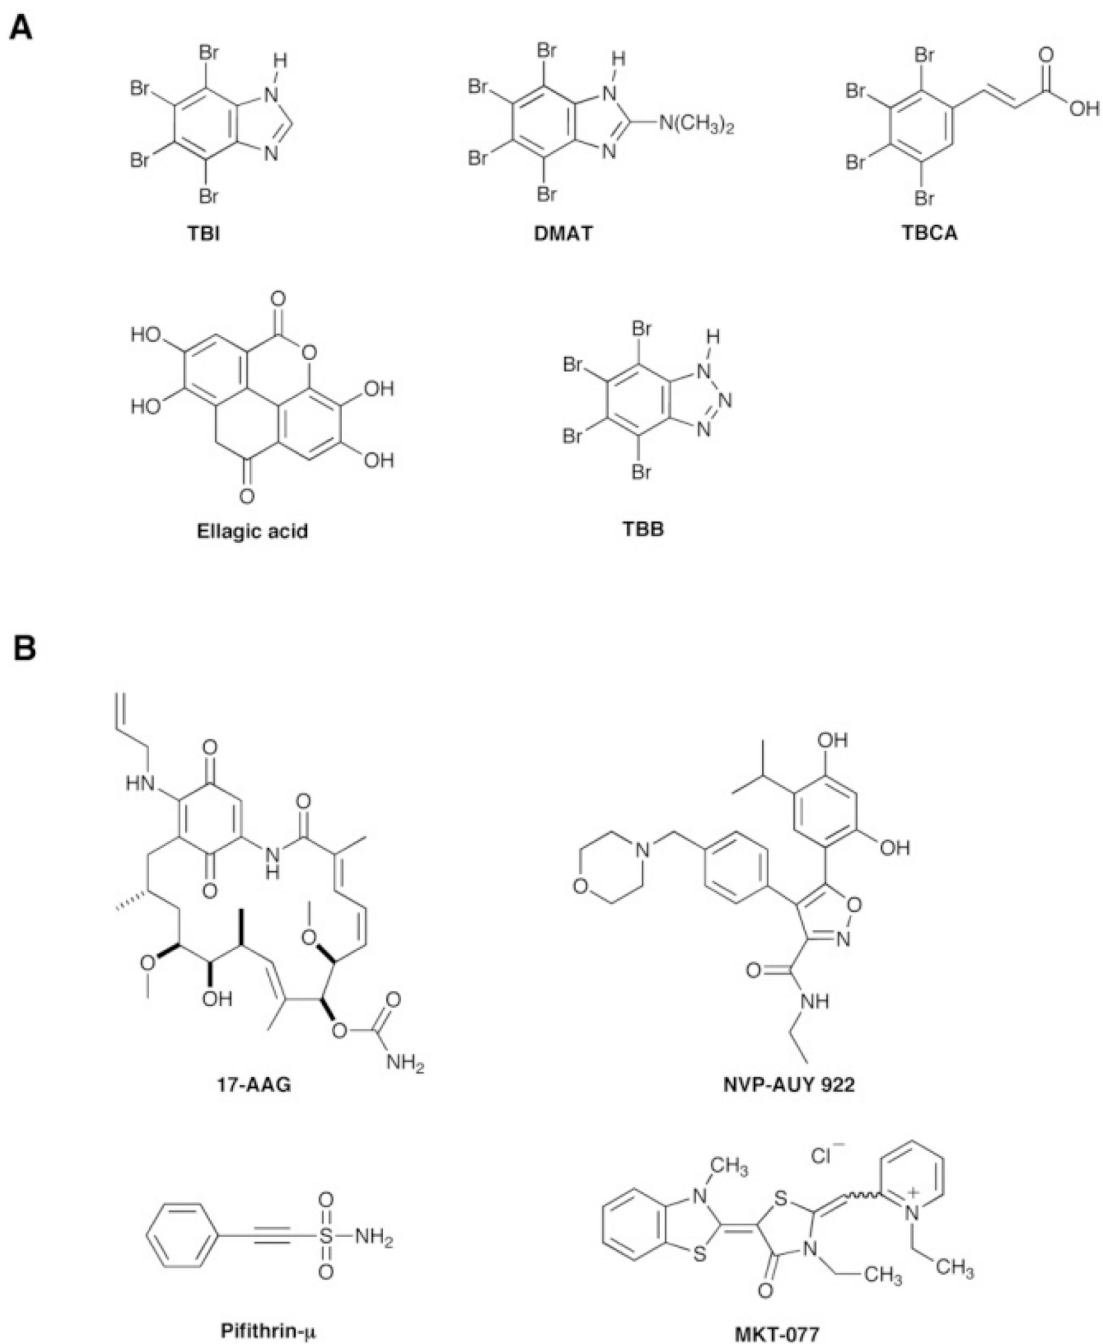 A
Br
H
Br
N
Br
N
Br
TBI
Br
H
Br
N
N(CH3)2
Br
N
Br
DMAT
Br
O
Br
OH
Br
Br
TBCA
O
HO
O
OH
HO
OH
O
Ellagic acid
Br
H
Br
N
N
Br
N
Br
TBB
B
O
HN
O
N
H
O
O
O
OH
O
O
NH2
17-AAG
OH
N
OH
O
O
N
O
NH
NVP-AUY 922
O
S
NH2
O
Pifithrin-μ
Cl−
CH3
N
S
+
N
S
N
CH3
CH3
O
MKT-077